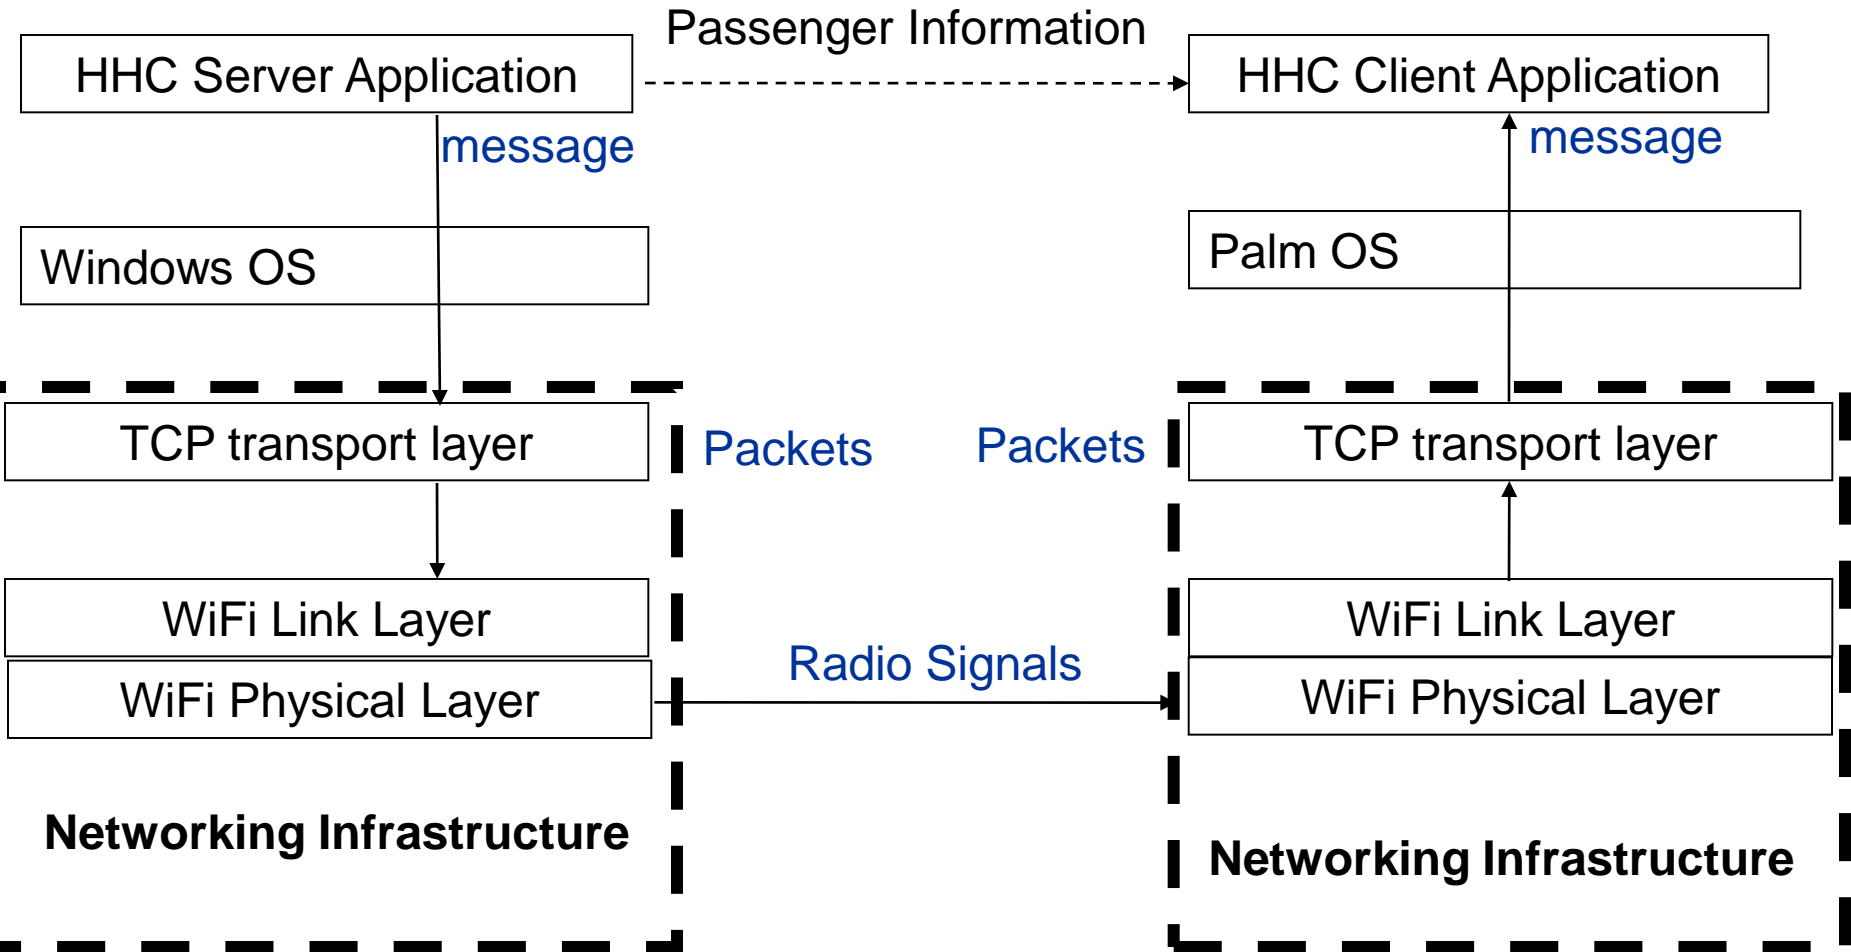 Passenger Information
HHC Server Application
HHC Client Application
message
message
Windows OS
Palm OS
TCP transport layer
Packets
Packets
TCP transport layer
WiFi Link Layer
WiFi Link Layer
Radio Signals
WiFi Physical Layer
WiFi Physical Layer
Networking Infrastructure
Networking Infrastructure